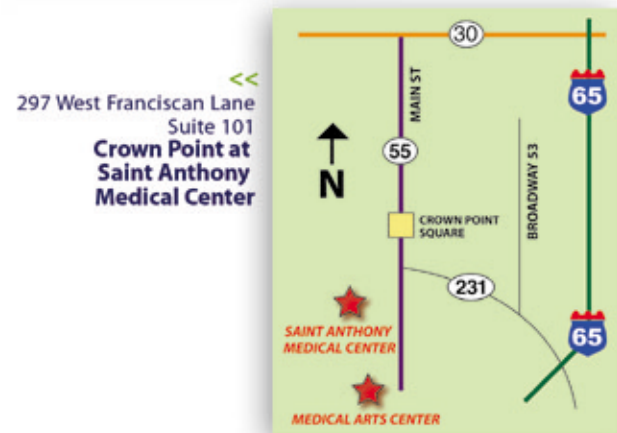 <<
297 West Franciscan Lane
Suite 101
Crown Point at
Saint Anthony
Medical Center
30
65
MAIN ST
55
N
BROADWAY 53
CROWN POINT
SQUARE
231
SAINT ANTHONY
MEDICAL CENTER
65
MEDICAL ARTS CENTER